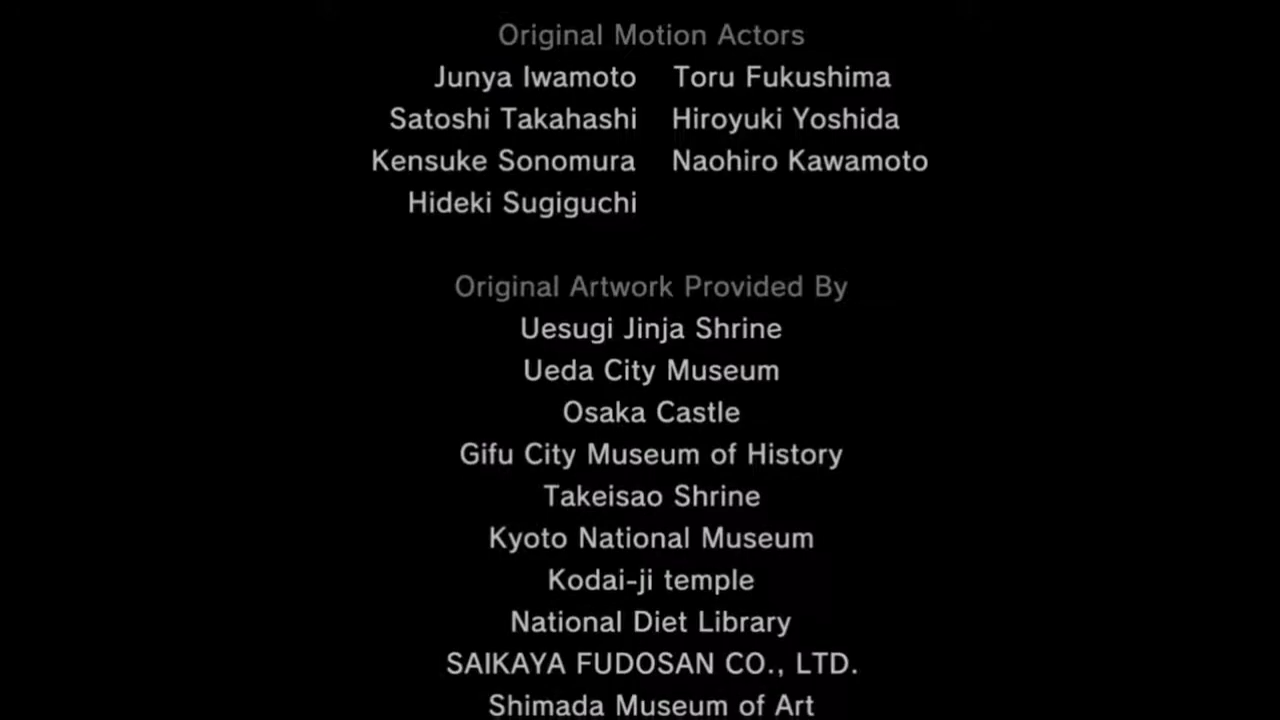 Original Motion Actors
Junya Iwamoto Toru Fukushima
Satoshi Takahashi Hiroyuki Yoshida
Kensuke Sonomura Naohiro Kawamoto
Hideki Sugiguchi
Original Artwork Provided By
Uesugi Jinja Shrine
Ueda City Museum
Osaka Castle
Gifu City Museum of History
Takeisao Shrine
Kyoto National Museum
Kodai-ji temple
National Diet Library
SAIKAYA FUDOSAN CO., LTD.
Shimada Museum of Art